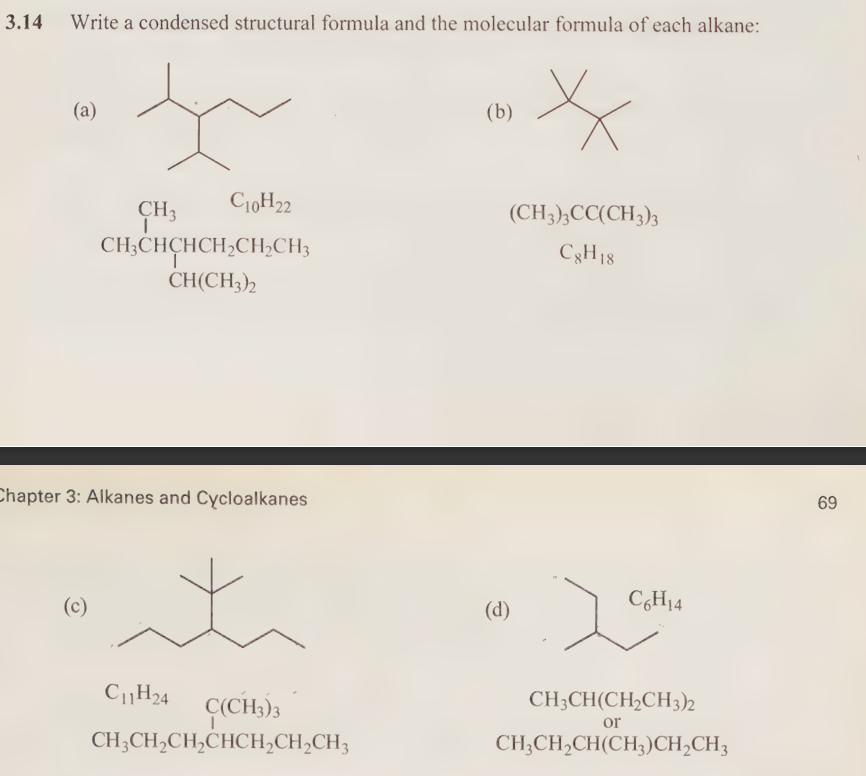 3.14 Write a condensed structural formula and the molecular formula of each alkane:
(a) (b)
CH₃ C₁₀H₂₂ (CH₃)₃CC(CH₃)₃
CH₃CHCHCH₂CH₂CH₃ C₈H₁₈
CH(CH₃)₂
Chapter 3: Alkanes and Cycloalkanes 69
(c) (d) C₆H₁₄
C₁₁H₂₄ C(CH₃)₃ CH₃CH(CH₂CH₃)₂
or
CH₃CH₂CH₂CHCH₂CH₂CH₃ CH₃CH₂CH(CH₃)CH₂CH₃